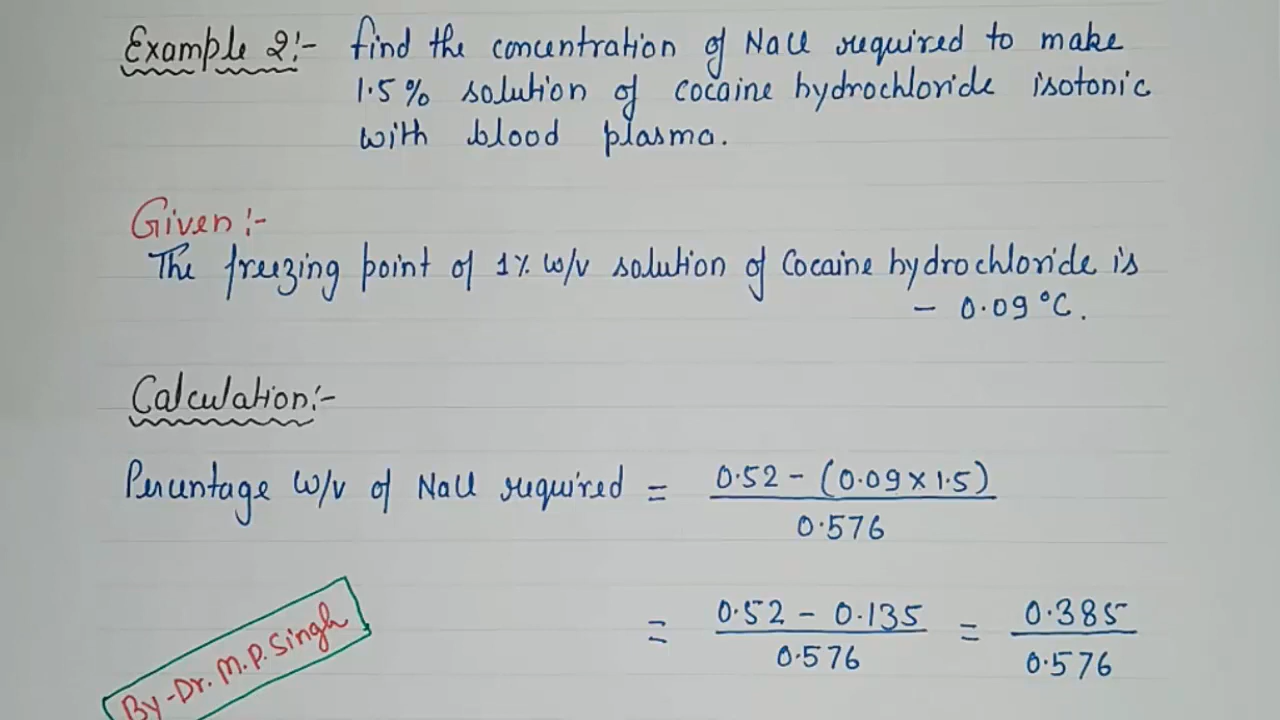 Example 2:- find the concentration of NaCl required to make
1.5% solution of cocaine hydrochloride isotonic
with blood plasma.
Given:-
The freezing point of 1% w/v solution of Cocaine hydrochloride is
- 0.09 °C.
Calculation:-
Percentage w/v of NaCl required = 0.52 - (0.09 × 1.5) / 0.576
= 0.52 - 0.135 / 0.576 = 0.385 / 0.576
By-Dr. M.P. Singh